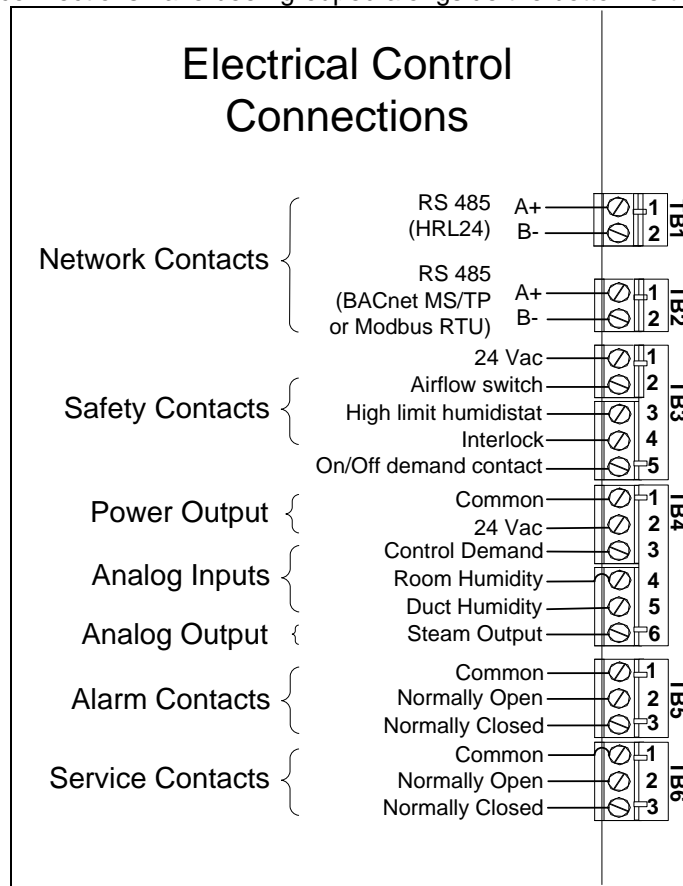 Electrical Control
Connections
Network Contacts
RS 485
(HRL24)
A+ 1
B- 2
TB1
RS 485
(BACnet MS/TP
or Modbus RTU)
A+ 1
B- 2
TB2
Safety Contacts
24 Vac 1
Airflow switch 2
High limit humidistat 3
Interlock 4
On/Off demand contact 5
TB3
Power Output
Common 1
24 Vac 2
Analog Inputs
Control Demand 3
Room Humidity 4
Duct Humidity 5
Analog Output
Steam Output 6
TB4
Alarm Contacts
Common 1
Normally Open 2
Normally Closed 3
TB5
Service Contacts
Common 1
Normally Open 2
Normally Closed 3
TB6